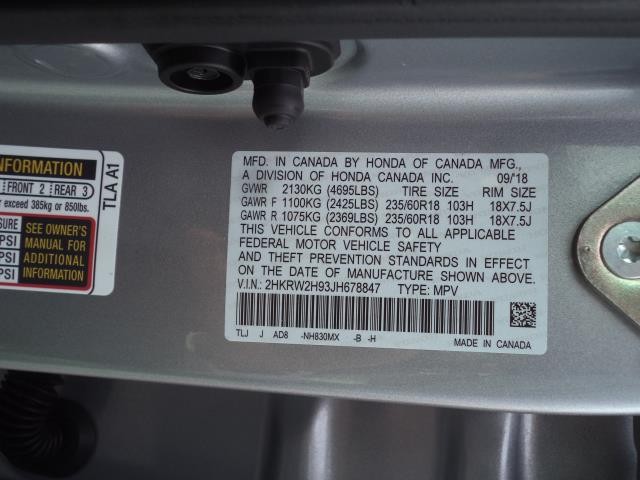 INFORMATION
FRONT 2 REAR 3
r exceed 385kg or 850lbs.
SURE
PSI
PSI
PSI
SEE OWNER'S
MANUAL FOR
ADDITIONAL
INFORMATION
TLA A1
MFD. IN CANADA BY HONDA OF CANADA MFG.,
A DIVISION OF HONDA CANADA INC. 09/18
GVWR 2130KG (4695LBS) TIRE SIZE RIM SIZE
GAWR F 1100KG (2425LBS) 235/60R18 103H 18X7.5J
GAWR R 1075KG (2369LBS) 235/60R18 103H 18X7.5J
THIS VEHICLE CONFORMS TO ALL APPLICABLE
FEDERAL MOTOR VEHICLE SAFETY
AND THEFT PREVENTION STANDARDS IN EFFECT
ON THE DATE OF MANUFACTURE SHOWN ABOVE.
V.I.N.: 2HKRW2H93JH678847 TYPE: MPV
TLJ J AD8 -NH830MX -B -H
MADE IN CANADA